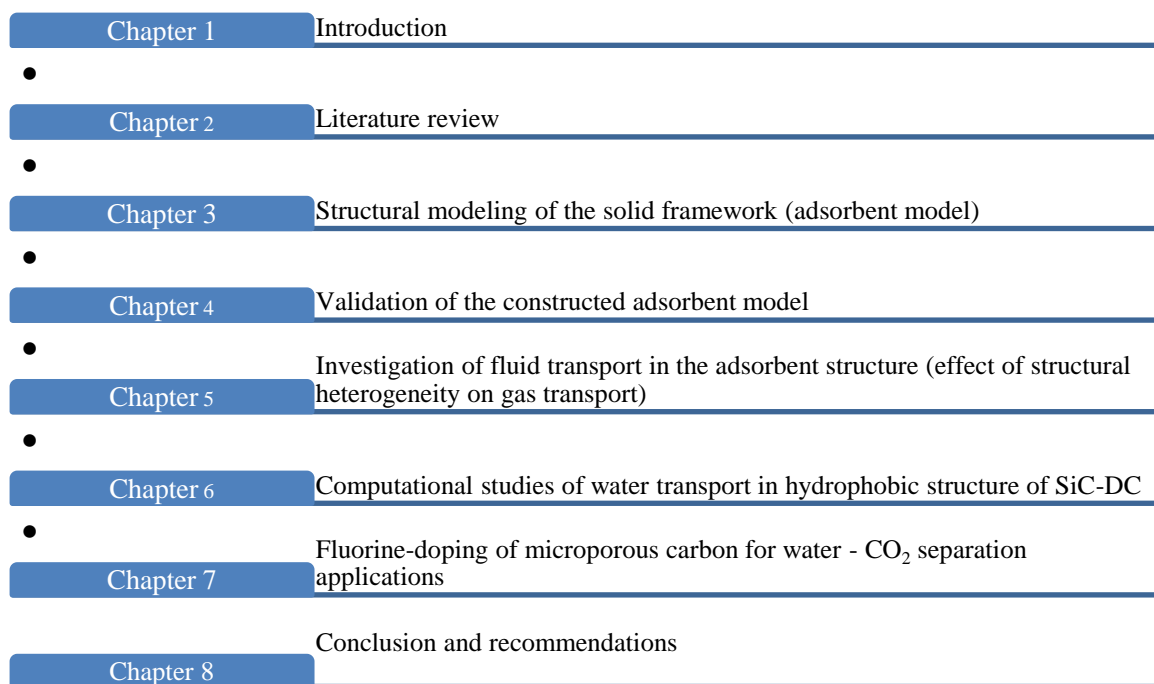 Chapter 1 Introduction
•
Chapter 2 Literature review
•
Chapter 3 Structural modeling of the solid framework (adsorbent model)
•
Chapter 4 Validation of the constructed adsorbent model
•
Investigation of fluid transport in the adsorbent structure (effect of structural
Chapter 5 heterogeneity on gas transport)
•
Chapter 6 Computational studies of water transport in hydrophobic structure of SiC-DC
•
Fluorine-doping of microporous carbon for water - CO₂ separation
Chapter 7 applications
Conclusion and recommendations
Chapter 8